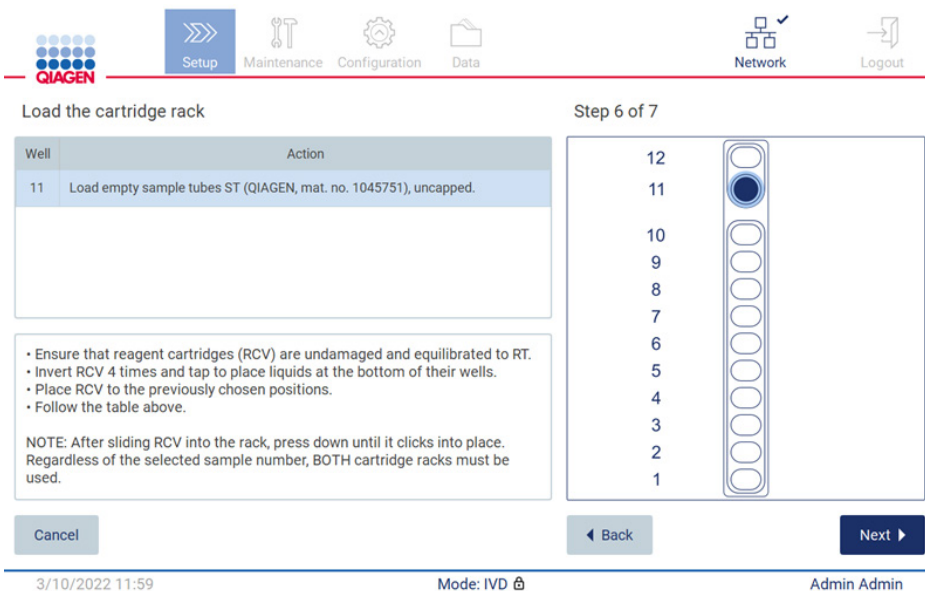 QIAGEN
Setup
Maintenance
Configuration
Data
Network
Logout
Load the cartridge rack
Step 6 of 7
Well Action
11 Load empty sample tubes ST (QIAGEN, mat. no. 1045751), uncapped.
• Ensure that reagent cartridges (RCV) are undamaged and equilibrated to RT.
• Invert RCV 4 times and tap to place liquids at the bottom of their wells.
• Place RCV to the previously chosen positions.
• Follow the table above.
NOTE: After sliding RCV into the rack, press down until it clicks into place.
Regardless of the selected sample number, BOTH cartridge racks must be
used.
12
11
10
9
8
7
6
5
4
3
2
1
Cancel
Back
Next
3/10/2022 11:59
Mode: IVD
Admin Admin